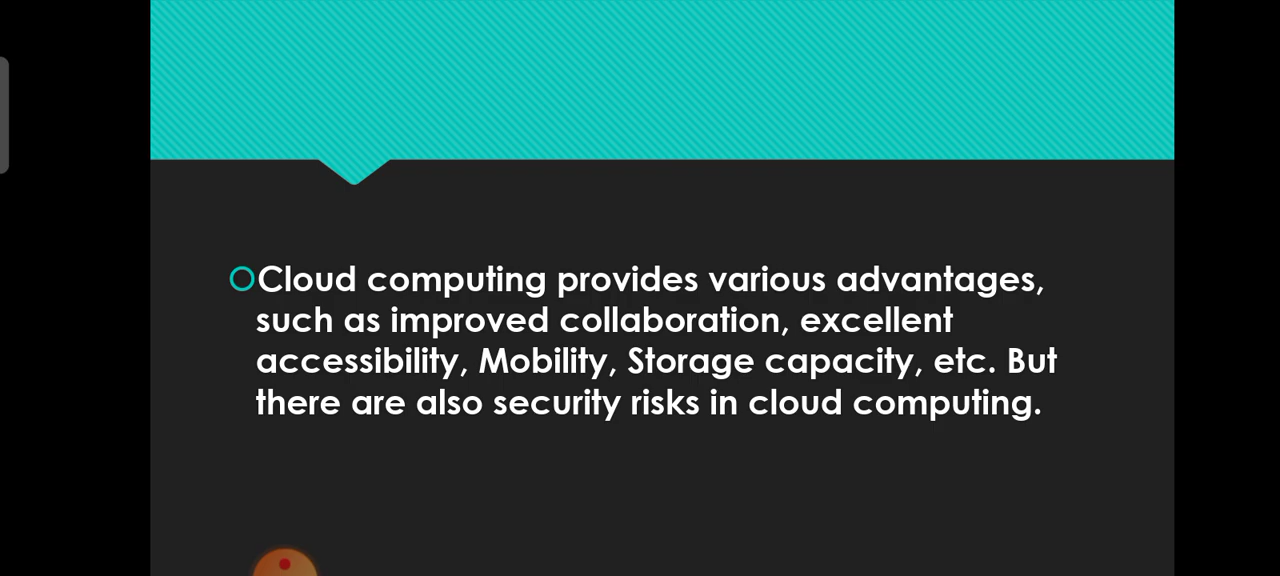 Cloud computing provides various advantages,
such as improved collaboration, excellent
accessibility, Mobility, Storage capacity, etc. But
there are also security risks in cloud computing.